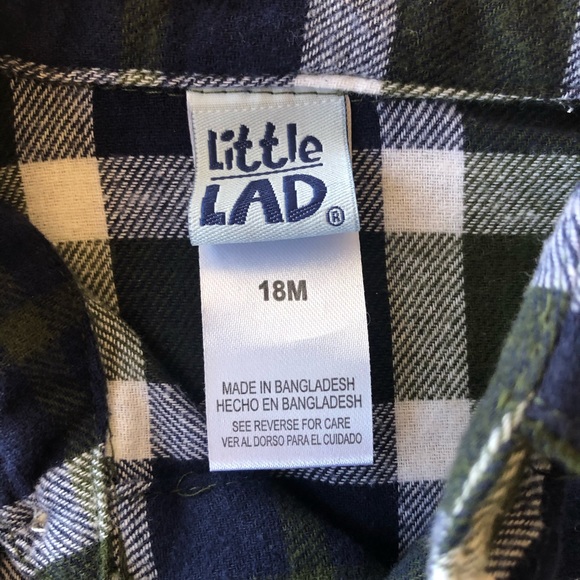 Little
LAD®
18M
MADE IN BANGLADESH
HECHO EN BANGLADESH
SEE REVERSE FOR CARE
VER AL DORSO PARA EL CUIDADO